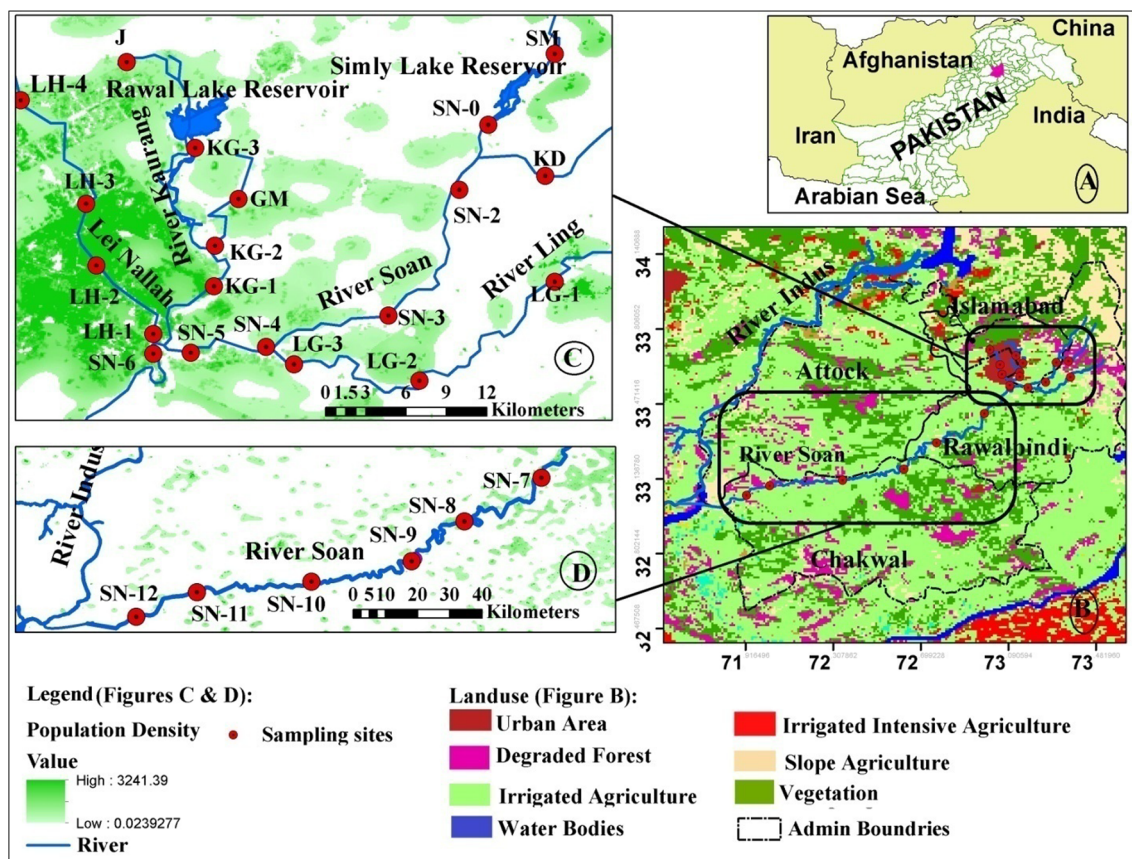 J
LH-4
Rawal Lake Reservoir
SM
Simly Lake Reservoir
SN-0
KG-3
River Kaurang
KD
LH-3
GM
SN-2
Lei Nallah
KG-2
River Ling
River Soan
LH-2
KG-1
LG-1
LH-1
SN-5
SN-4
SN-3
SN-6
LG-3
LG-2
C
0 1.5 3 6 9 12
Kilometers
China
Afghanistan
PAKISTAN
Iran
India
Arabian Sea
A
River Indus
Islamabad
Attock
River Soan
Rawalpindi
Chakwal
B
34
33
33
33
32
71
72
72
73
73
916496
307862
699228
090594
481960
River Indus
SN-7
SN-8
SN-9
River Soan
D
SN-12
SN-11
SN-10
0 5 10 20 30 40
Kilometers
Legend (Figures C & D):
Population Density
Sampling sites
Value
High : 3241.39
Low : 0.0239277
River
Landuse (Figure B)
Urban Area
Degraded Forest
Irrigated Agriculture
Water Bodies
Irrigated Intensive Agriculture
Slope Agriculture
Vegetation
Admin Boundries